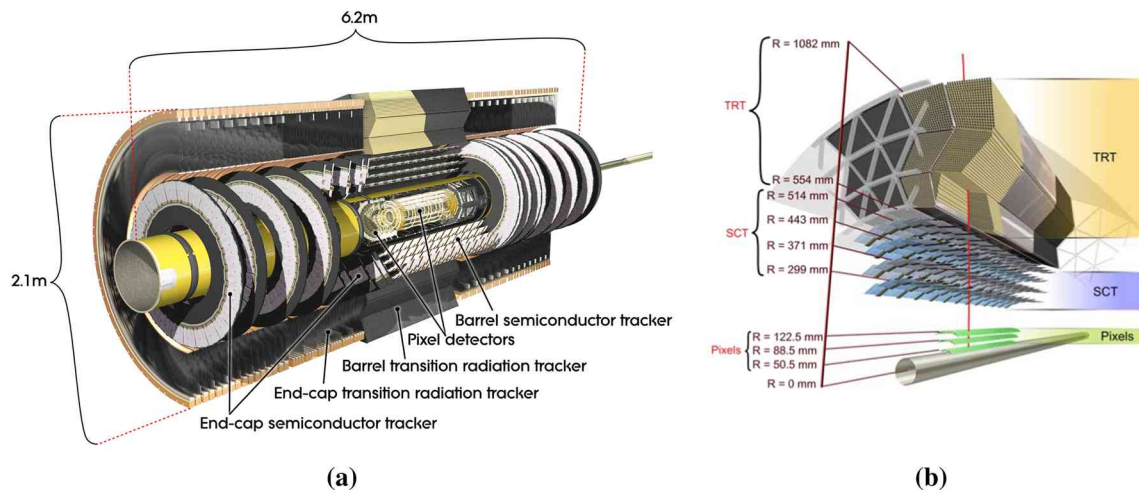 6.2m
2.1m
Barrel semiconductor tracker
Pixel detectors
Barrel transition radiation tracker
End-cap transition radiation tracker
End-cap semiconductor tracker
(a)
R = 1082 mm
TRT
TRT
R = 554 mm
R = 514 mm
R = 443 mm
SCT
R = 371 mm
R = 299 mm
SCT
R = 122.5 mm
Pixels
Pixels
R = 88.5 mm
R = 50.5 mm
R = 0 mm
(b)